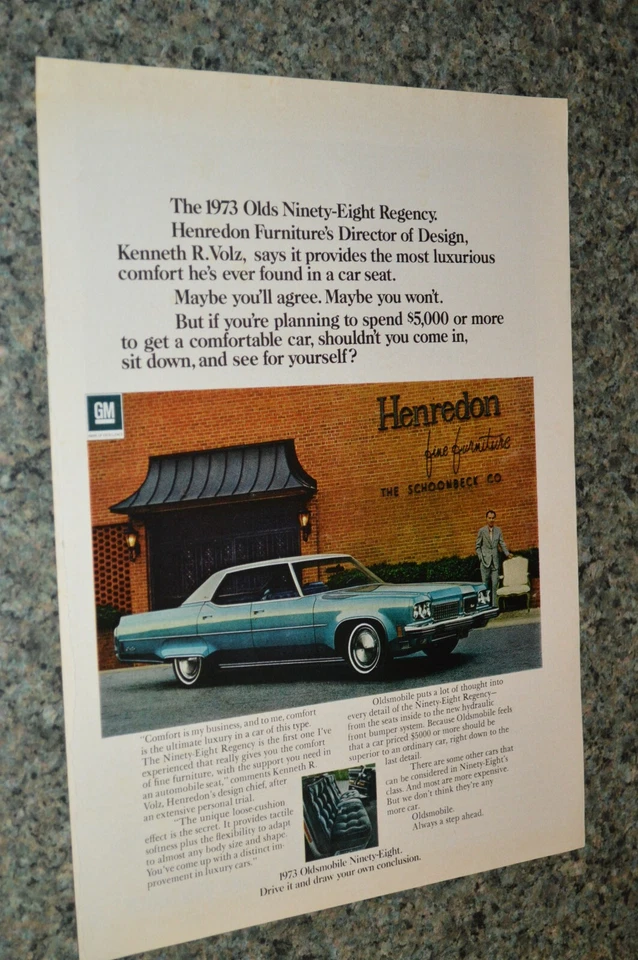 The 1973 Olds Ninety-Eight Regency.
Henredon Furniture's Director of Design,
Kenneth R. Volz, says it provides the most luxurious
comfort he's ever found in a car seat.
Maybe you'll agree. Maybe you won't.
But if you're planning to spend $5,000 or more
to get a comfortable car, shouldn't you come in,
sit down, and see for yourself?
GM
Henredon
fine furniture
THE SCHOONBECK CO
"Comfort is my business, and to me, comfort
is the ultimate luxury in a car of this type.
The Ninety-Eight Regency is the first one I've
experienced that really gives you the comfort
of fine furniture, with the support you need in
an automobile seat," comments Kenneth R.
Volz, Henredon's design chief, after
an extensive personal trial.
"The unique loose-cushion
effect is the secret. It provides tactile
softness plus the flexibility to adapt
to almost any body size and shape.
You've come up with a distinct im-
provement in luxury cars."
Oldsmobile puts a lot of thought into
every detail of the Ninety-Eight Regency—
from the seats inside to the new hydraulic
front bumper system. Because Oldsmobile feels
that a car priced $5000 or more should be
superior to an ordinary car, right down to the
last detail.
There are some other cars that
can be considered in Ninety-Eight's
class. And most are more expensive.
But we don't think they're any
more car.
Oldsmobile.
Always a step ahead.
1973 Oldsmobile Ninety-Eight.
Drive it and draw your own conclusion.